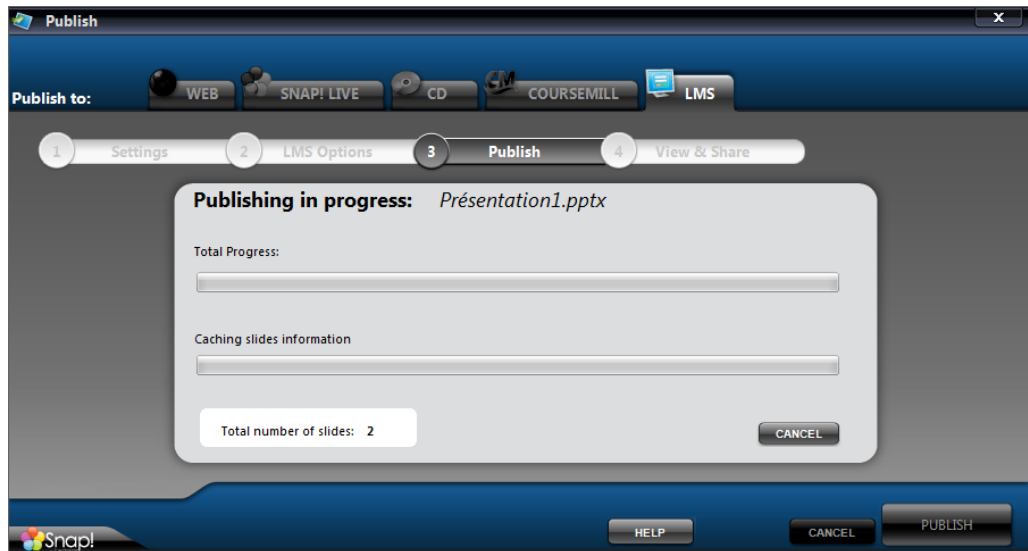 Publish
x
Publish to:
WEB
SNAP! LIVE
CD
GM
COURSEMILL
LMS
1 Settings
2 LMS Options
3 Publish
4 View & Share
Publishing in progress: Présentation1.pptx
Total Progress:
Caching slides information
Total number of slides: 2
CANCEL
Snap!
HELP
CANCEL
PUBLISH